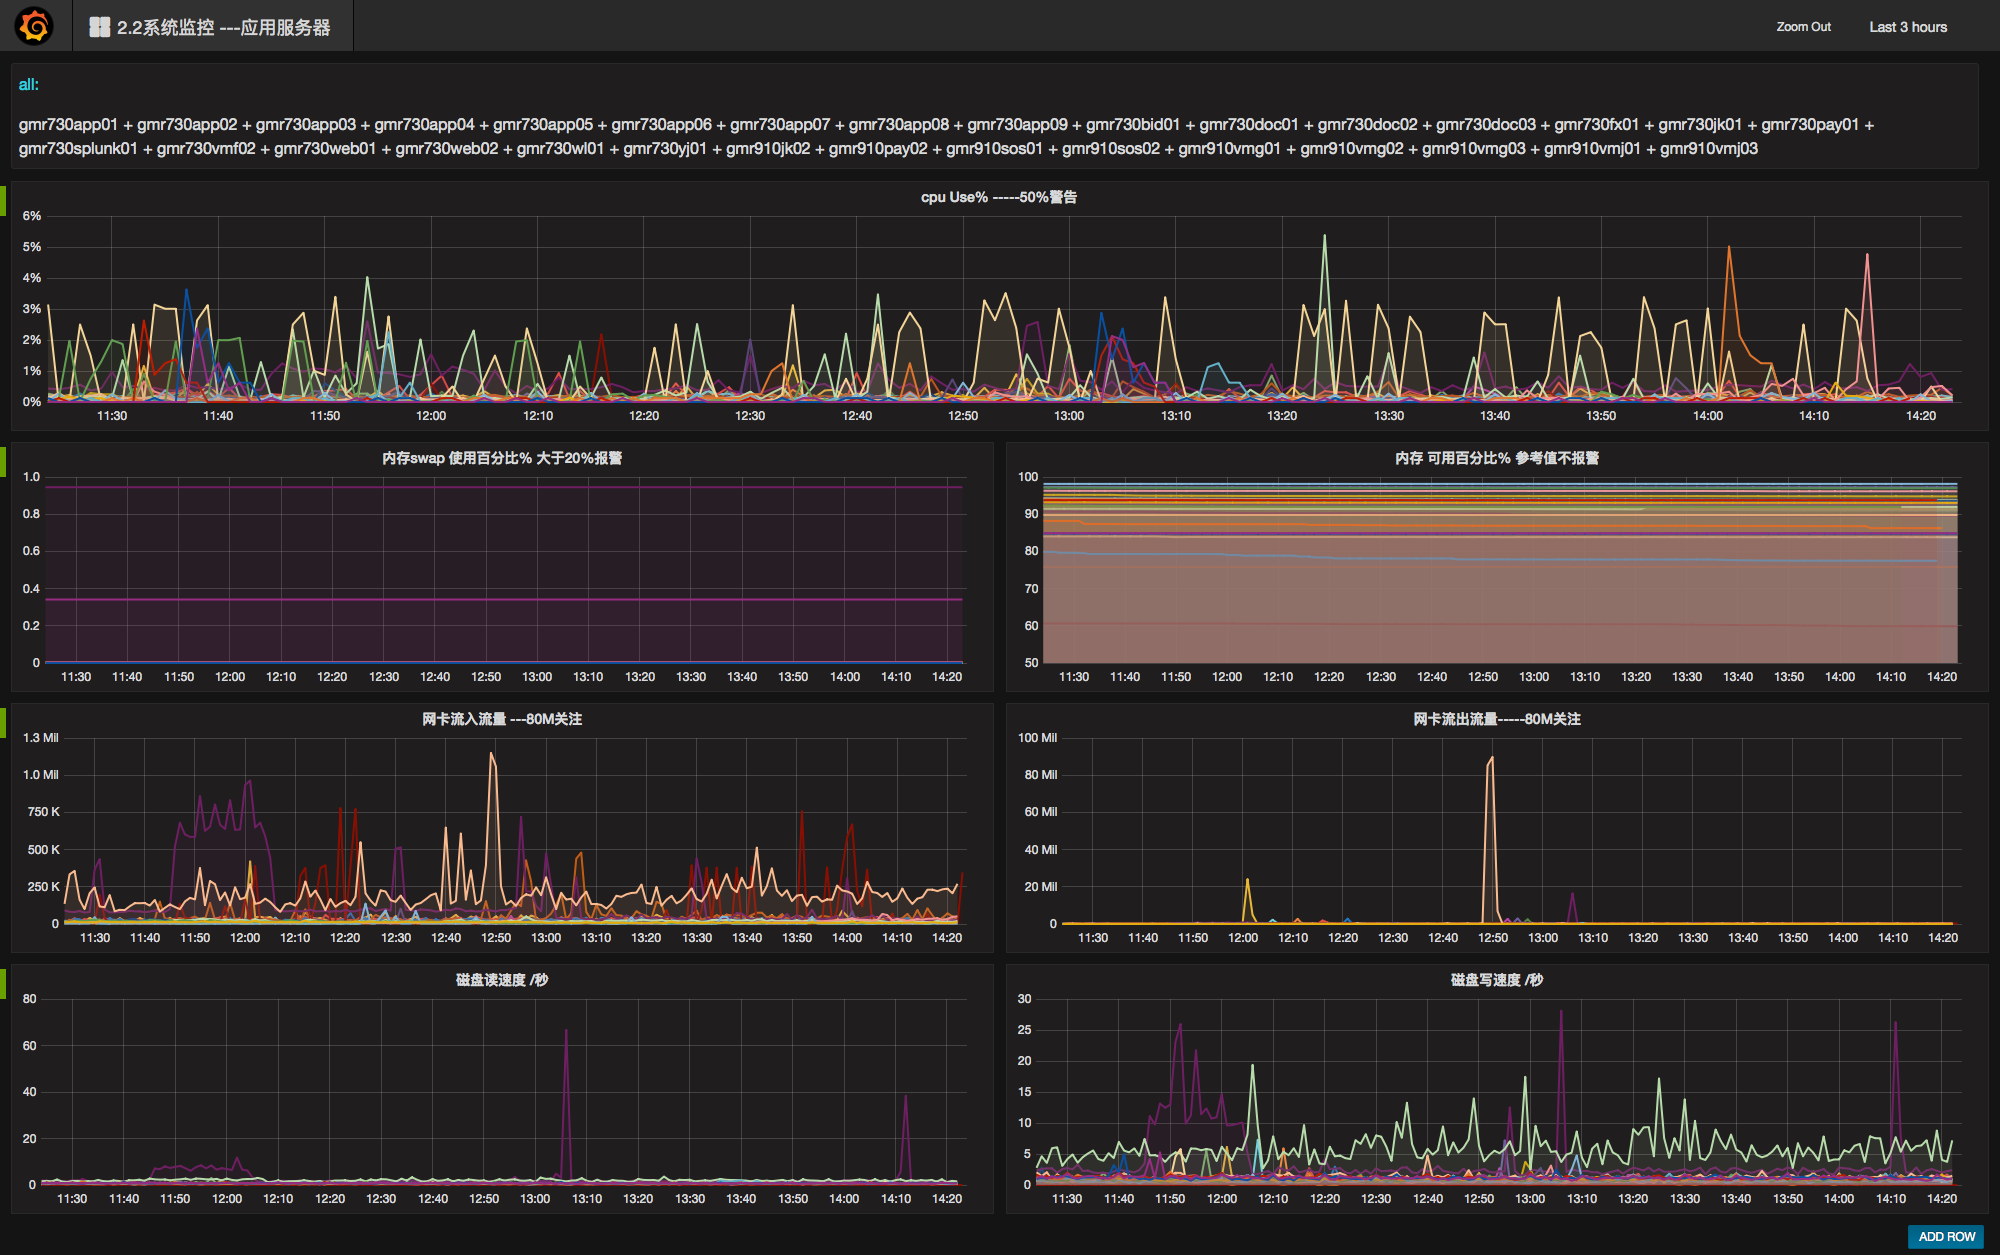 2.2系统监控 ---应用服务器
Zoom Out
Last 3 hours
all:
gmr730app01 + gmr730app02 + gmr730app03 + gmr730app04 + gmr730app05 + gmr730app06 + gmr730app07 + gmr730app08 + gmr730app09 + gmr730bid01 + gmr730doc01 + gmr730doc02 + gmr730doc03 + gmr730fx01 + gmr730jk01 + gmr730pay01 +
gmr730splunk01 + gmr730vmf02 + gmr730web01 + gmr730web02 + gmr730wl01 + gmr730yj01 + gmr910jk02 + gmr910pay02 + gmr910sos01 + gmr910sos02 + gmr910vmg01 + gmr910vmg02 + gmr910vmg03 + gmr910vmj01 + gmr910vmj03
cpu Use% -----50%警告
6%
5%
4%
3%
2%
1%
0%
11:30 11:40 11:50 12:00 12:10 12:20 12:30 12:40 12:50 13:00 13:10 13:20 13:30 13:40 13:50 14:00 14:10 14:20
内存swap 使用百分比% 大于20%报警
1.0
0.8
0.6
0.4
0.2
0
11:30 11:40 11:50 12:00 12:10 12:20 12:30 12:40 12:50 13:00 13:10 13:20 13:30 13:40 13:50 14:00 14:10 14:20
内存 可用百分比% 参考值不报警
100
90
80
70
60
50
11:30 11:40 11:50 12:00 12:10 12:20 12:30 12:40 12:50 13:00 13:10 13:20 13:30 13:40 13:50 14:00 14:10 14:20
网卡流入流量 ---80M关注
1.3 Mil
1.0 Mil
750 K
500 K
250 K
0
11:30 11:40 11:50 12:00 12:10 12:20 12:30 12:40 12:50 13:00 13:10 13:20 13:30 13:40 13:50 14:00 14:10 14:20
网卡流出流量-----80M关注
100 Mil
80 Mil
60 Mil
40 Mil
20 Mil
0
11:30 11:40 11:50 12:00 12:10 12:20 12:30 12:40 12:50 13:00 13:10 13:20 13:30 13:40 13:50 14:00 14:10 14:20
磁盘读速度 /秒
80
60
40
20
0
11:30 11:40 11:50 12:00 12:10 12:20 12:30 12:40 12:50 13:00 13:10 13:20 13:30 13:40 13:50 14:00 14:10 14:20
磁盘写速度 /秒
30
25
20
15
10
5
0
11:30 11:40 11:50 12:00 12:10 12:20 12:30 12:40 12:50 13:00 13:10 13:20 13:30 13:40 13:50 14:00 14:10 14:20
ADD ROW